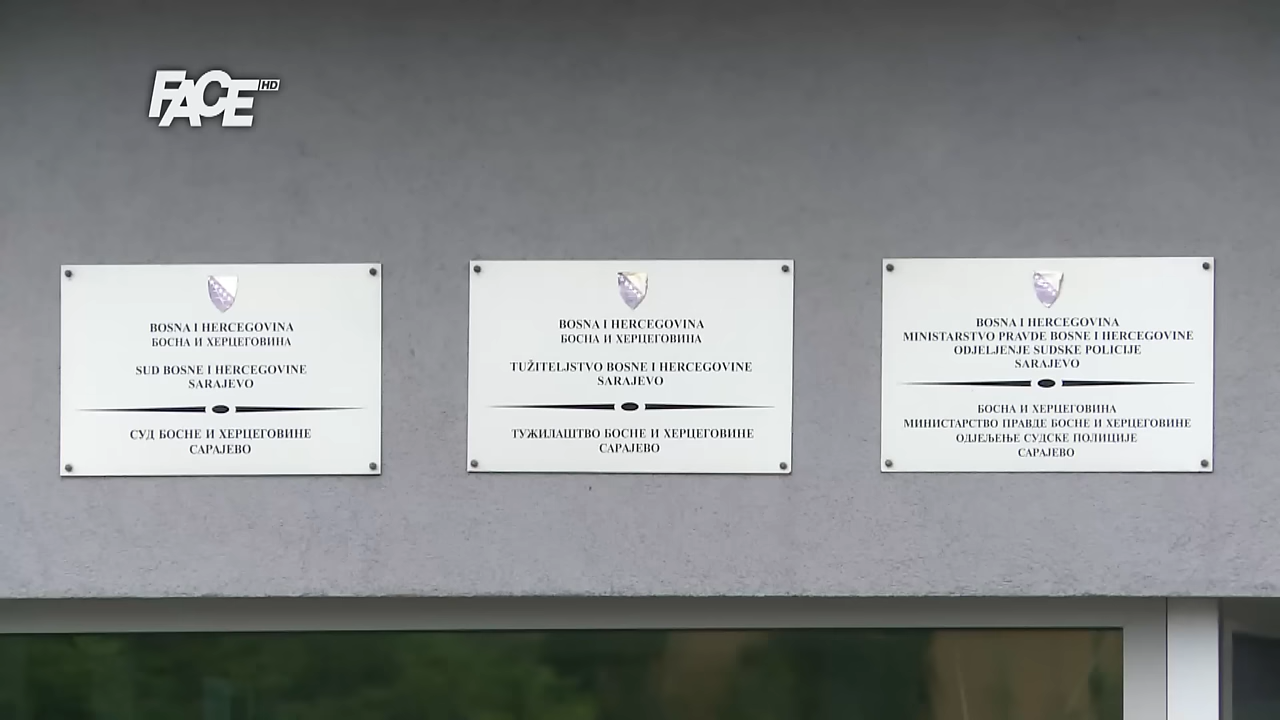 FACE HD
BOSNA I HERCEGOVINA
БОСНА И ХЕРЦЕГОВИНА
SUD BOSNE I HERCEGOVINE
SARAJEVO
СУД БОСНЕ И ХЕРЦЕГОВИНЕ
САРАЈЕВО
BOSNA I HERCEGOVINA
БОСНА И ХЕРЦЕГОВИНА
TUŽITELJSTVO BOSNE I HERCEGOVINE
SARAJEVO
ТУЖИЛАШТВО БОСНЕ И ХЕРЦЕГОВИНЕ
САРАЈЕВО
BOSNA I HERCEGOVINA
MINISTARSTVO PRAVDE BOSNE I HERCEGOVINE
ODJELJENJE SUDSKE POLICIJE
SARAJEVO
БОСНА И ХЕРЦЕГОВИНА
МИНИСТАРСТВО ПРАВДЕ БОСНЕ И ХЕРЦЕГОВИНЕ
ОДЈЕЉЕЊЕ СУДСКЕ ПОЛИЦИЈЕ
САРАЈЕВО